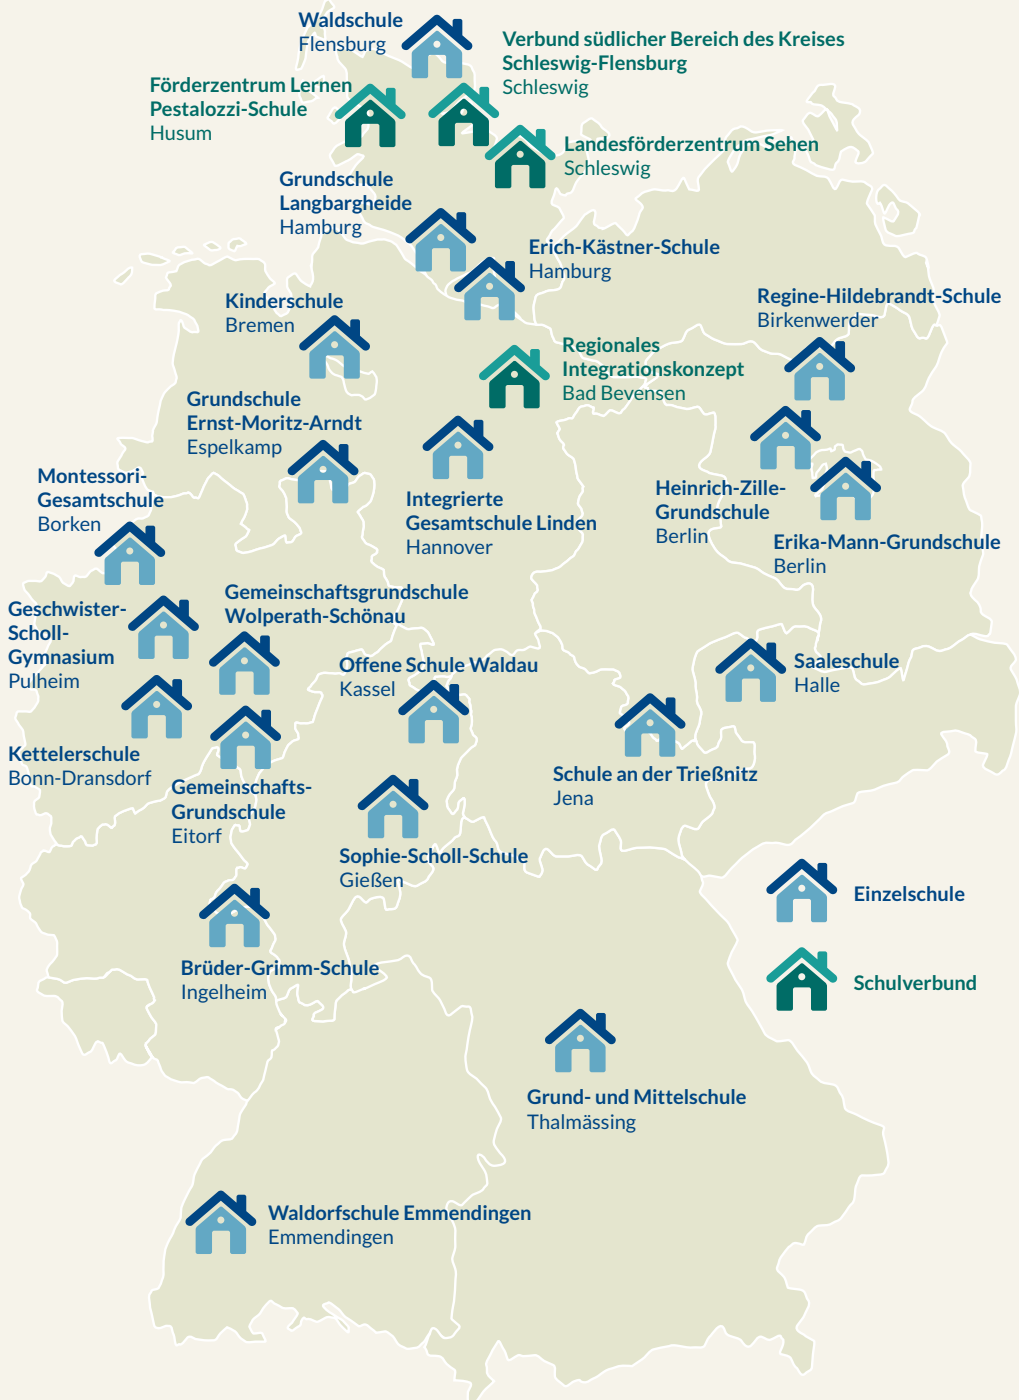 Waldschule
Flensburg
Verbund südlicher Bereich des Kreises
Schleswig-Flensburg
Schleswig
Förderzentrum Lernen
Pestalozzi-Schule
Husum
Landesförderzentrum Sehen
Schleswig
Grundschule
Langbargheide
Hamburg
Erich-Kästner-Schule
Hamburg
Kinderschule
Bremen
Regine-Hildebrandt-Schule
Birkenwerder
Regionales
Integrationskonzept
Bad Bevensen
Grundschule
Ernst-Moritz-Arndt
Espelkamp
Montessori-
Gesamtschule
Borken
Integrierte
Gesamtschule Linden
Hannover
Heinrich-Zille-
Grundschule
Berlin
Erika-Mann-Grundschule
Berlin
Geschwister-
Scholl-
Gymnasium
Pulheim
Gemeinschaftsgrundschule
Wolperath-Schönau
Offene Schule Waldau
Kassel
Saaleschule
Halle
Kettelerschule
Bonn-Dransdorf
Gemeinschafts-
Grundschule
Eitorf
Schule an der Trießnitz
Jena
Sophie-Scholl-Schule
Gießen
Einzelschule
Brüder-Grimm-Schule
Ingelheim
Schulverbund
Grund- und Mittelschule
Thalmässing
Waldorfschule Emmendingen
Emmendingen